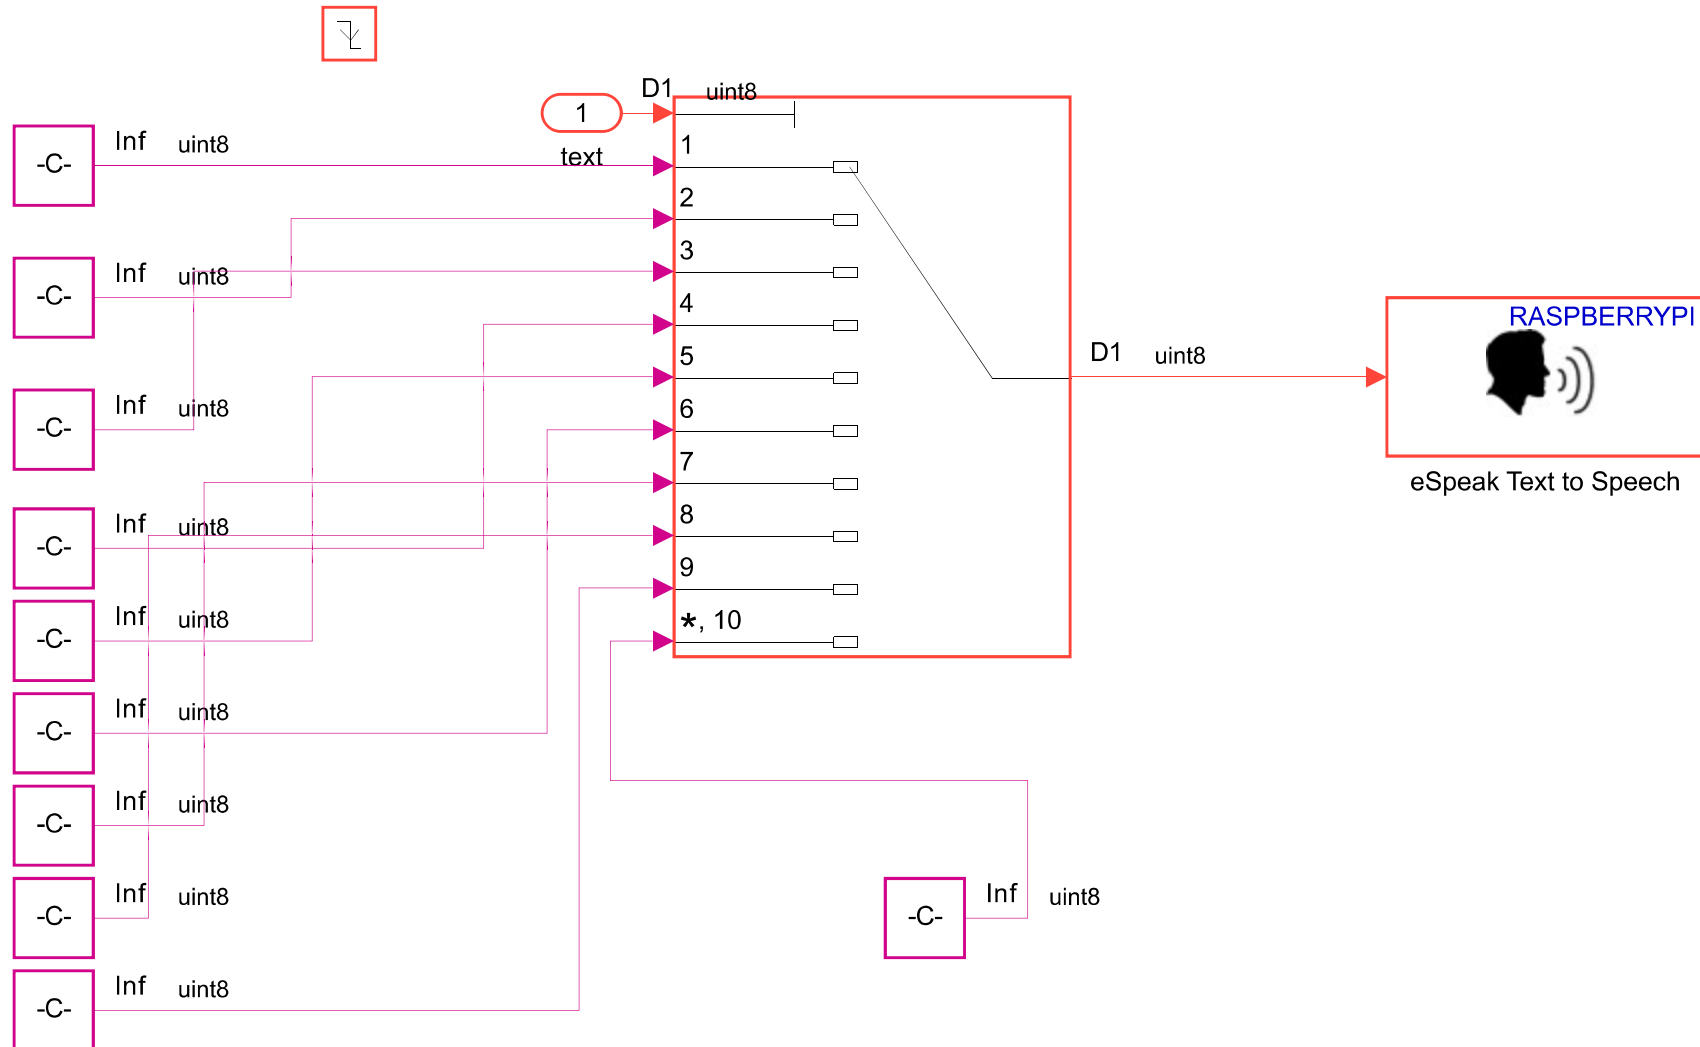 D1 uint8
1
text
-C- Inf uint8
1
2
-C- Inf uint8
3
4
-C- Inf uint8
5
6
7
-C- Inf uint8
8
9
-C- Inf uint8
*, 10
-C- Inf uint8
-C- Inf uint8
-C- Inf uint8
-C- Inf uint8
-C- Inf uint8
D1 uint8
RASPBERRYPI
eSpeak Text to Speech
-C- Inf uint8